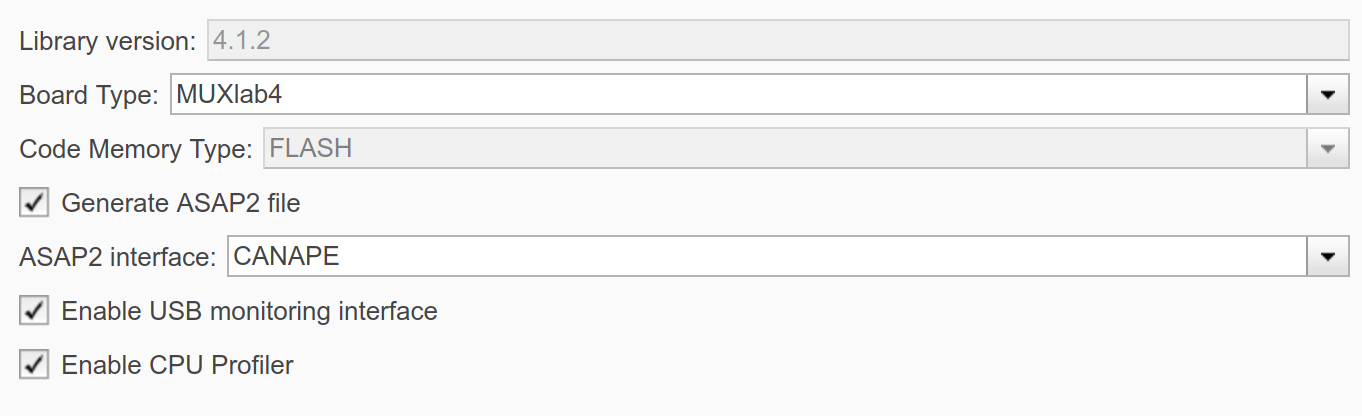 Library version: 4.1.2
Board Type: MUXlab4
Code Memory Type: FLASH
Generate ASAP2 file
ASAP2 interface: CANAPE
Enable USB monitoring interface
Enable CPU Profiler